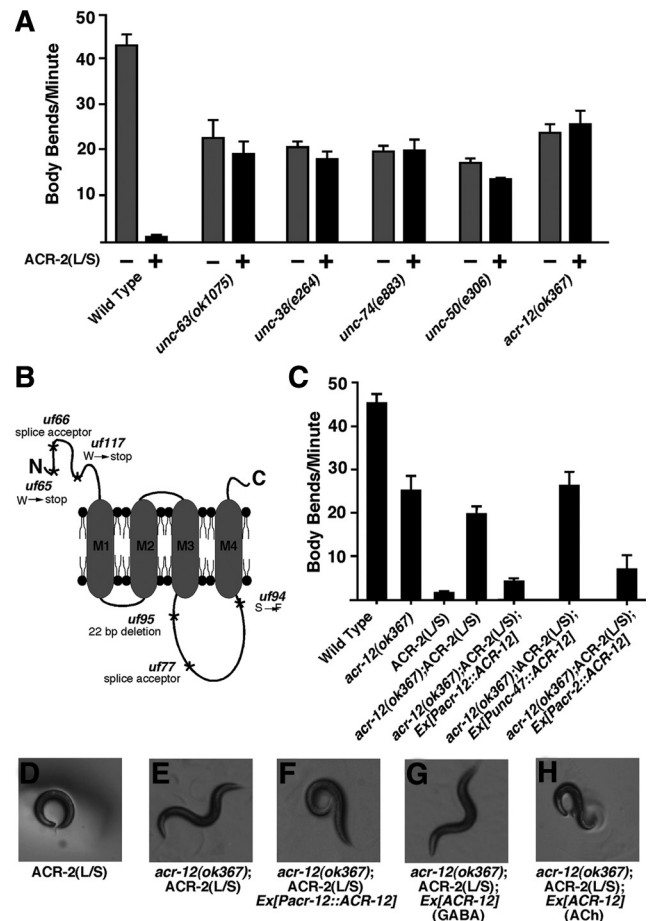 A
Body Bends/Minute
50
40
30
20
10
ACR-2(L/S)
− + − + − + − + − + − +
Wild Type
unc-63(ok1075)
unc-38(e264)
unc-74(e883)
unc-50(e306)
acr-12(ok367)
B
uf66
splice acceptor
uf117
W→stop
N
uf65
W→stop
C
M1 M2 M3 M4
uf95
22 bp deletion
uf94
S→F
uf77
splice acceptor
C
Body Bends/Minute
50
40
30
20
10
Wild Type
acr-12(ok367)
ACR-2(L/S)
acr-12(ok367);ACR-2(L/S)
acr-12(ok367);ACR-2(L/S);
Ex[Pacr-12::ACR-12]
acr-12(ok367);\ACR-2(L/S);
Ex[Punc-47::ACR-12]
acr-12(ok367);ACR-2(L/S);
Ex[Pacr-2::ACR-12]
D
ACR-2(L/S)
E
acr-12(ok367);
ACR-2(L/S)
F
acr-12(ok367);
ACR-2(L/S)
Ex[Pacr-12::ACR-12]
G
acr-12(ok367);
ACR-2(L/S);
Ex[ACR-12]
(GABA)
H
acr-12(ok367);
ACR-2(L/S);
Ex[ACR-12]
(ACh)